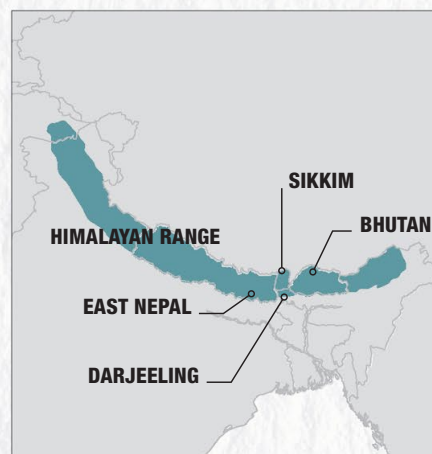 SIKKIM
BHUTAN
HIMALAYAN RANGE
EAST NEPAL
DARJEELING